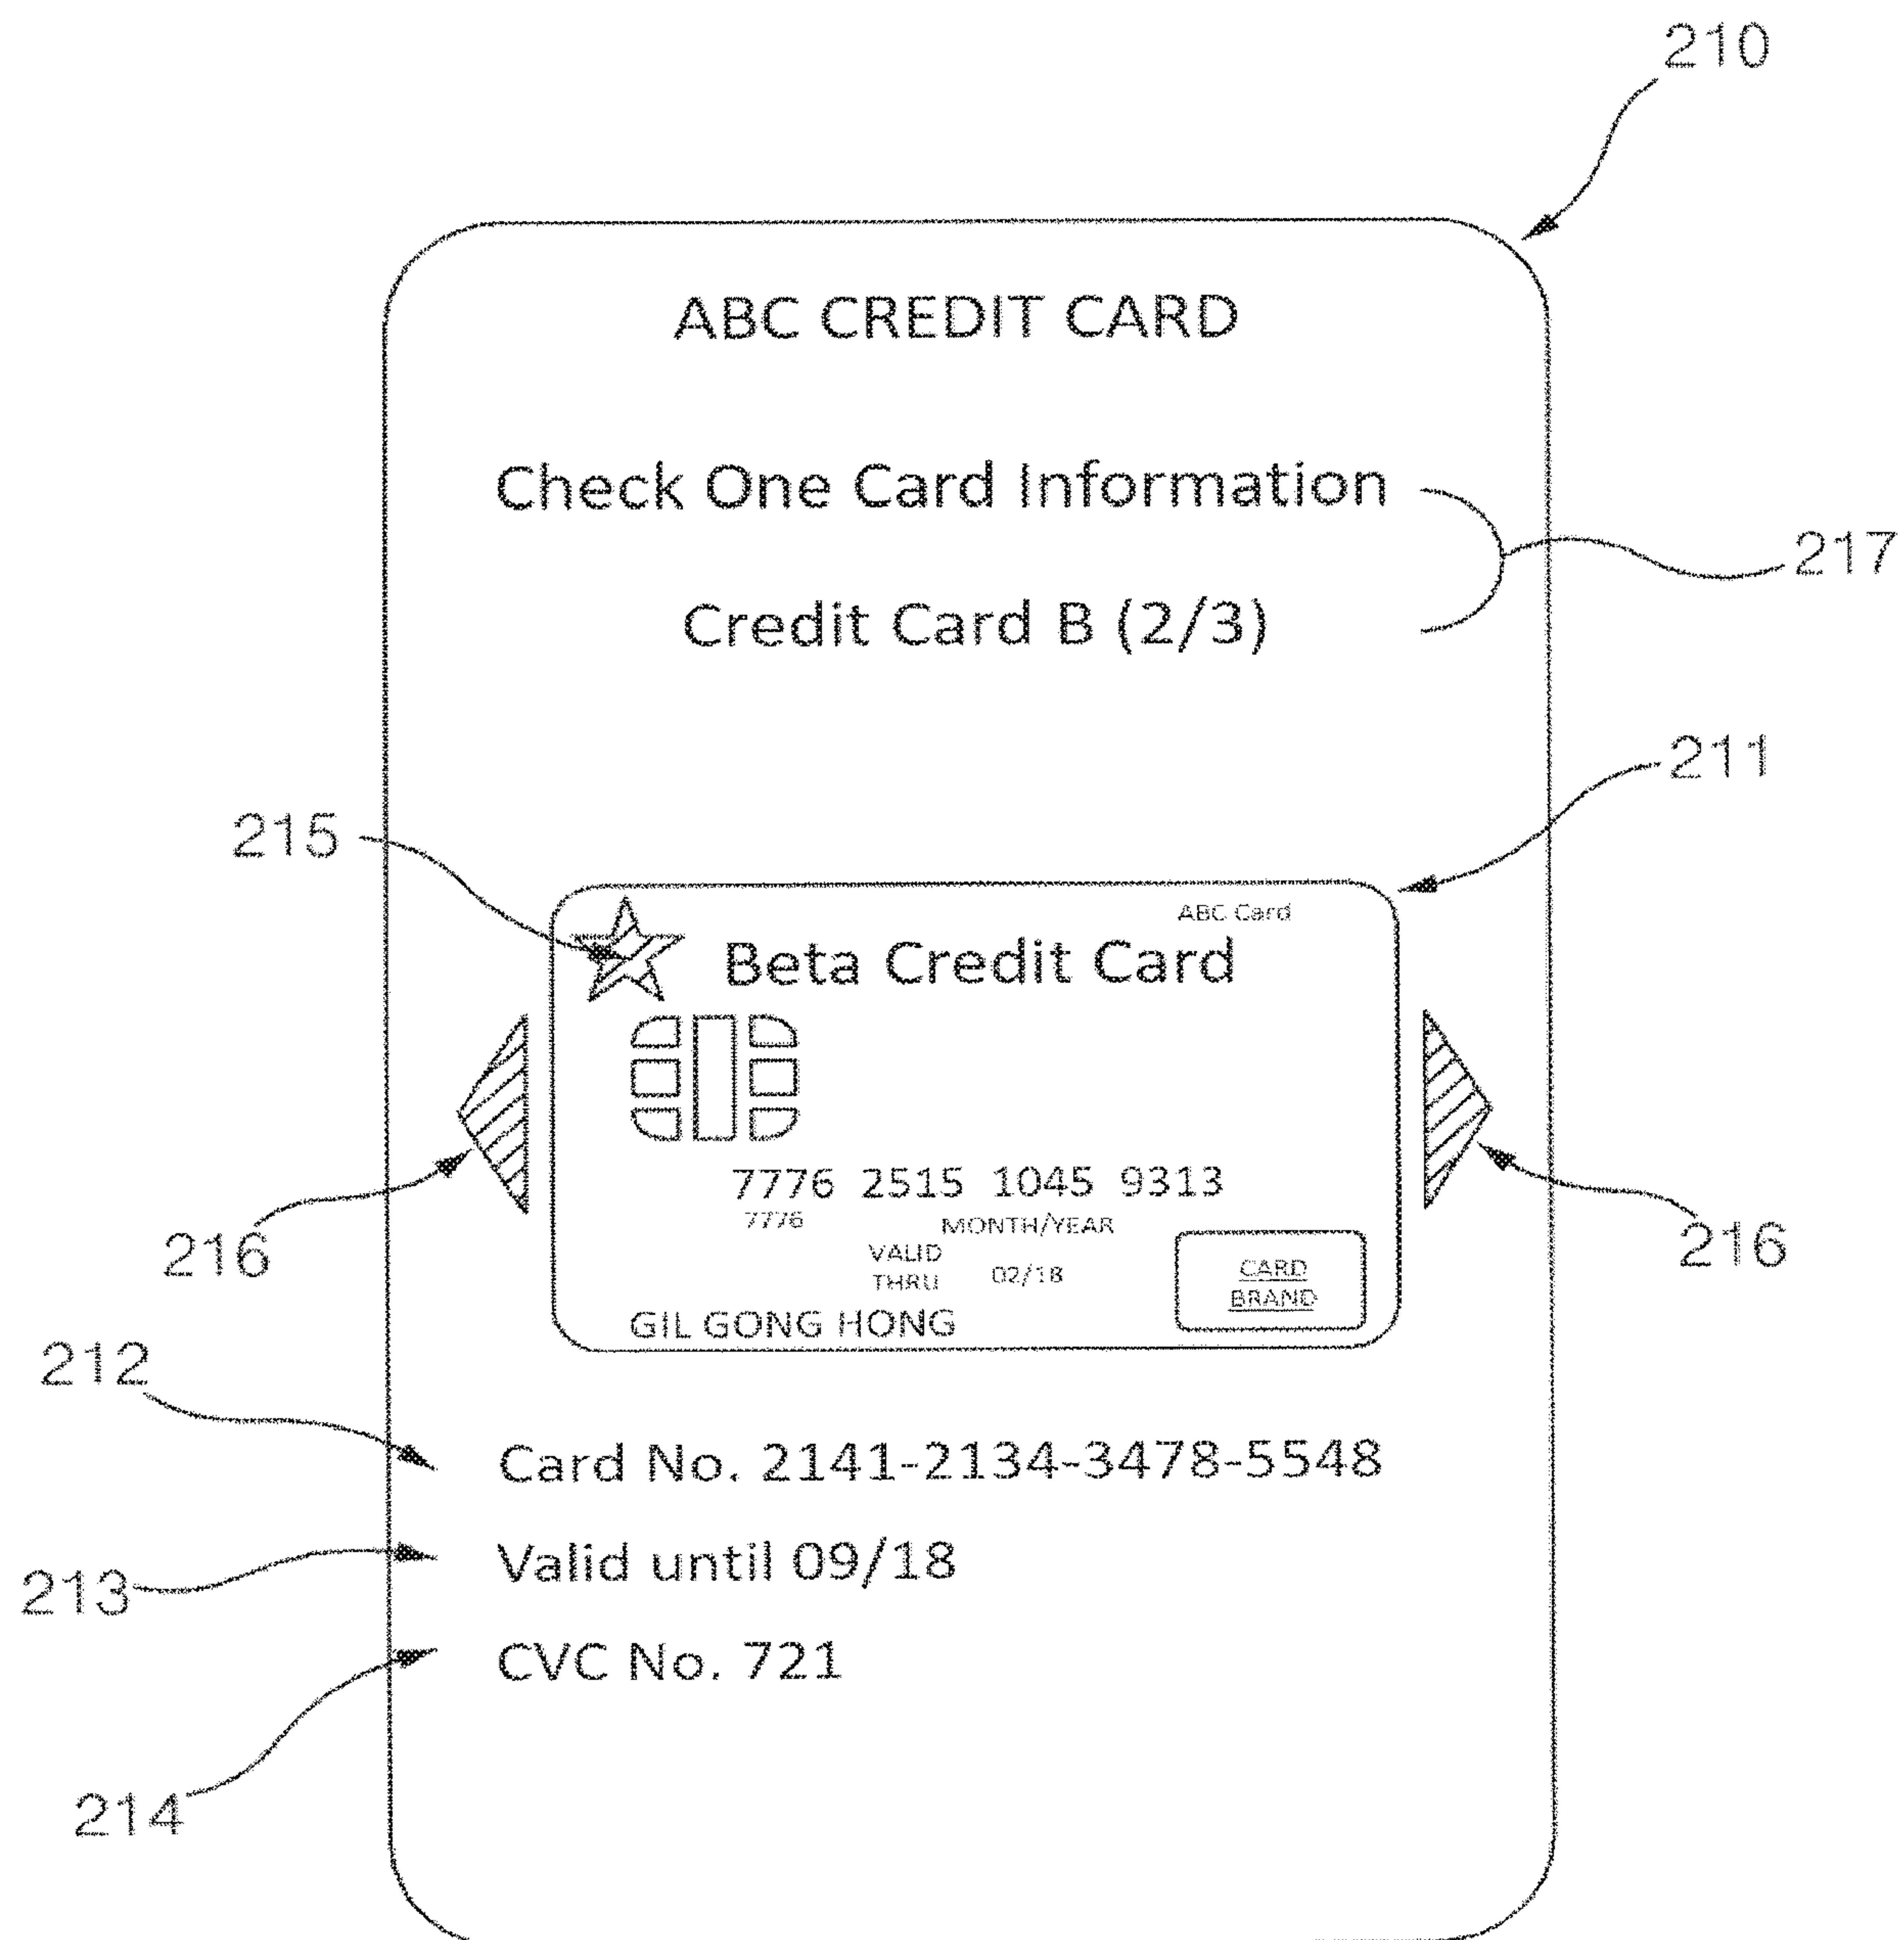 210
ABC CREDIT CARD
Check One Card Information
217
Credit Card B (2/3)
211
215
ABC Card
Beta Credit Card
7776 2515 1045 9313
7776
MONTH/YEAR
216
216
VALID
THRU
02/18
CARD
BRAND
GIL GONG HONG
212
Card No. 2141-2134-3478-5548
213
Valid until 09/18
CVC No. 721
214